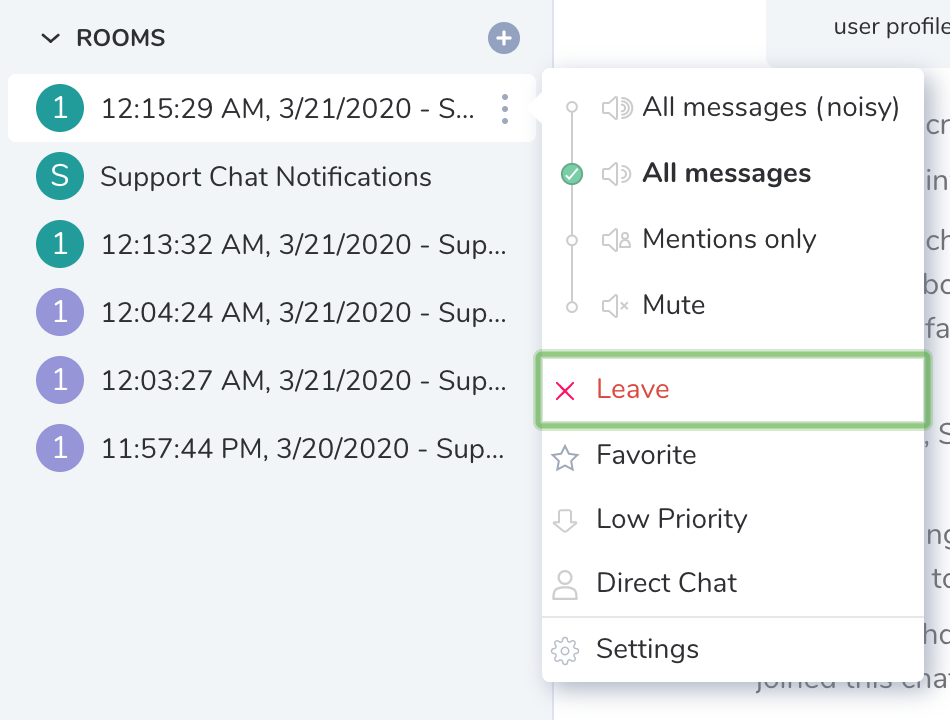 ROOMS
user profile
1 12:15:29 AM, 3/21/2020 - S...
S Support Chat Notifications
1 12:13:32 AM, 3/21/2020 - Sup...
1 12:04:24 AM, 3/21/2020 - Sup...
1 12:03:27 AM, 3/21/2020 - Sup...
1 11:57:44 PM, 3/20/2020 - Sup...
All messages (noisy)
All messages
Mentions only
Mute
Leave
Favorite
Low Priority
Direct Chat
Settings
joined this chat